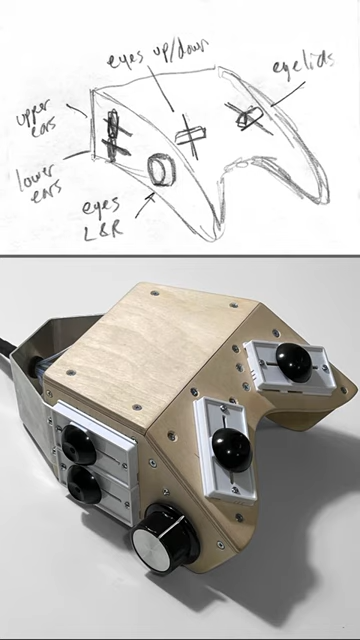 eyes up/down
eyelids
upper
ears
lower
ears
eyes
L&R